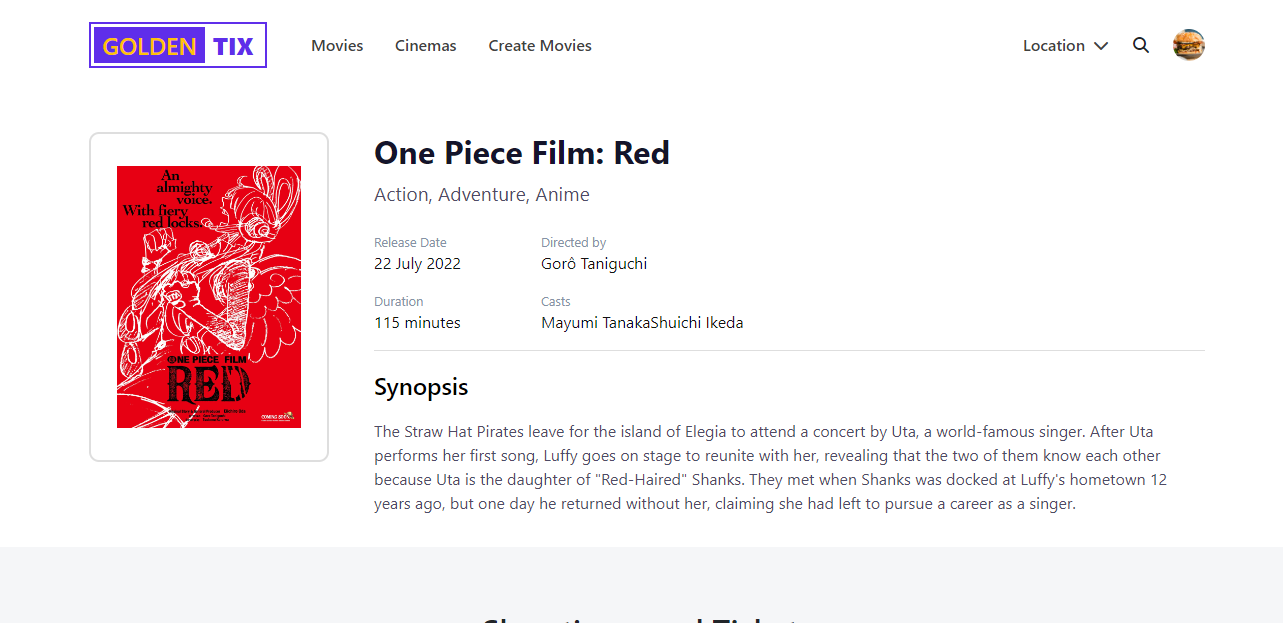 GOLDEN TIX
Movies
Cinemas
Create Movies
Location
An
almighty
voice.
With fiery
red locks.
ONE PIECE FILM
RED
COMING SOON
One Piece Film: Red
Action, Adventure, Anime
Release Date
22 July 2022
Directed by
Gorô Taniguchi
Duration
115 minutes
Casts
Mayumi TanakaShuichi Ikeda
Synopsis
The Straw Hat Pirates leave for the island of Elegia to attend a concert by Uta, a world-famous singer. After Uta
performs her first song, Luffy goes on stage to reunite with her, revealing that the two of them know each other
because Uta is the daughter of "Red-Haired" Shanks. They met when Shanks was docked at Luffy's hometown 12
years ago, but one day he returned without her, claiming she had left to pursue a career as a singer.